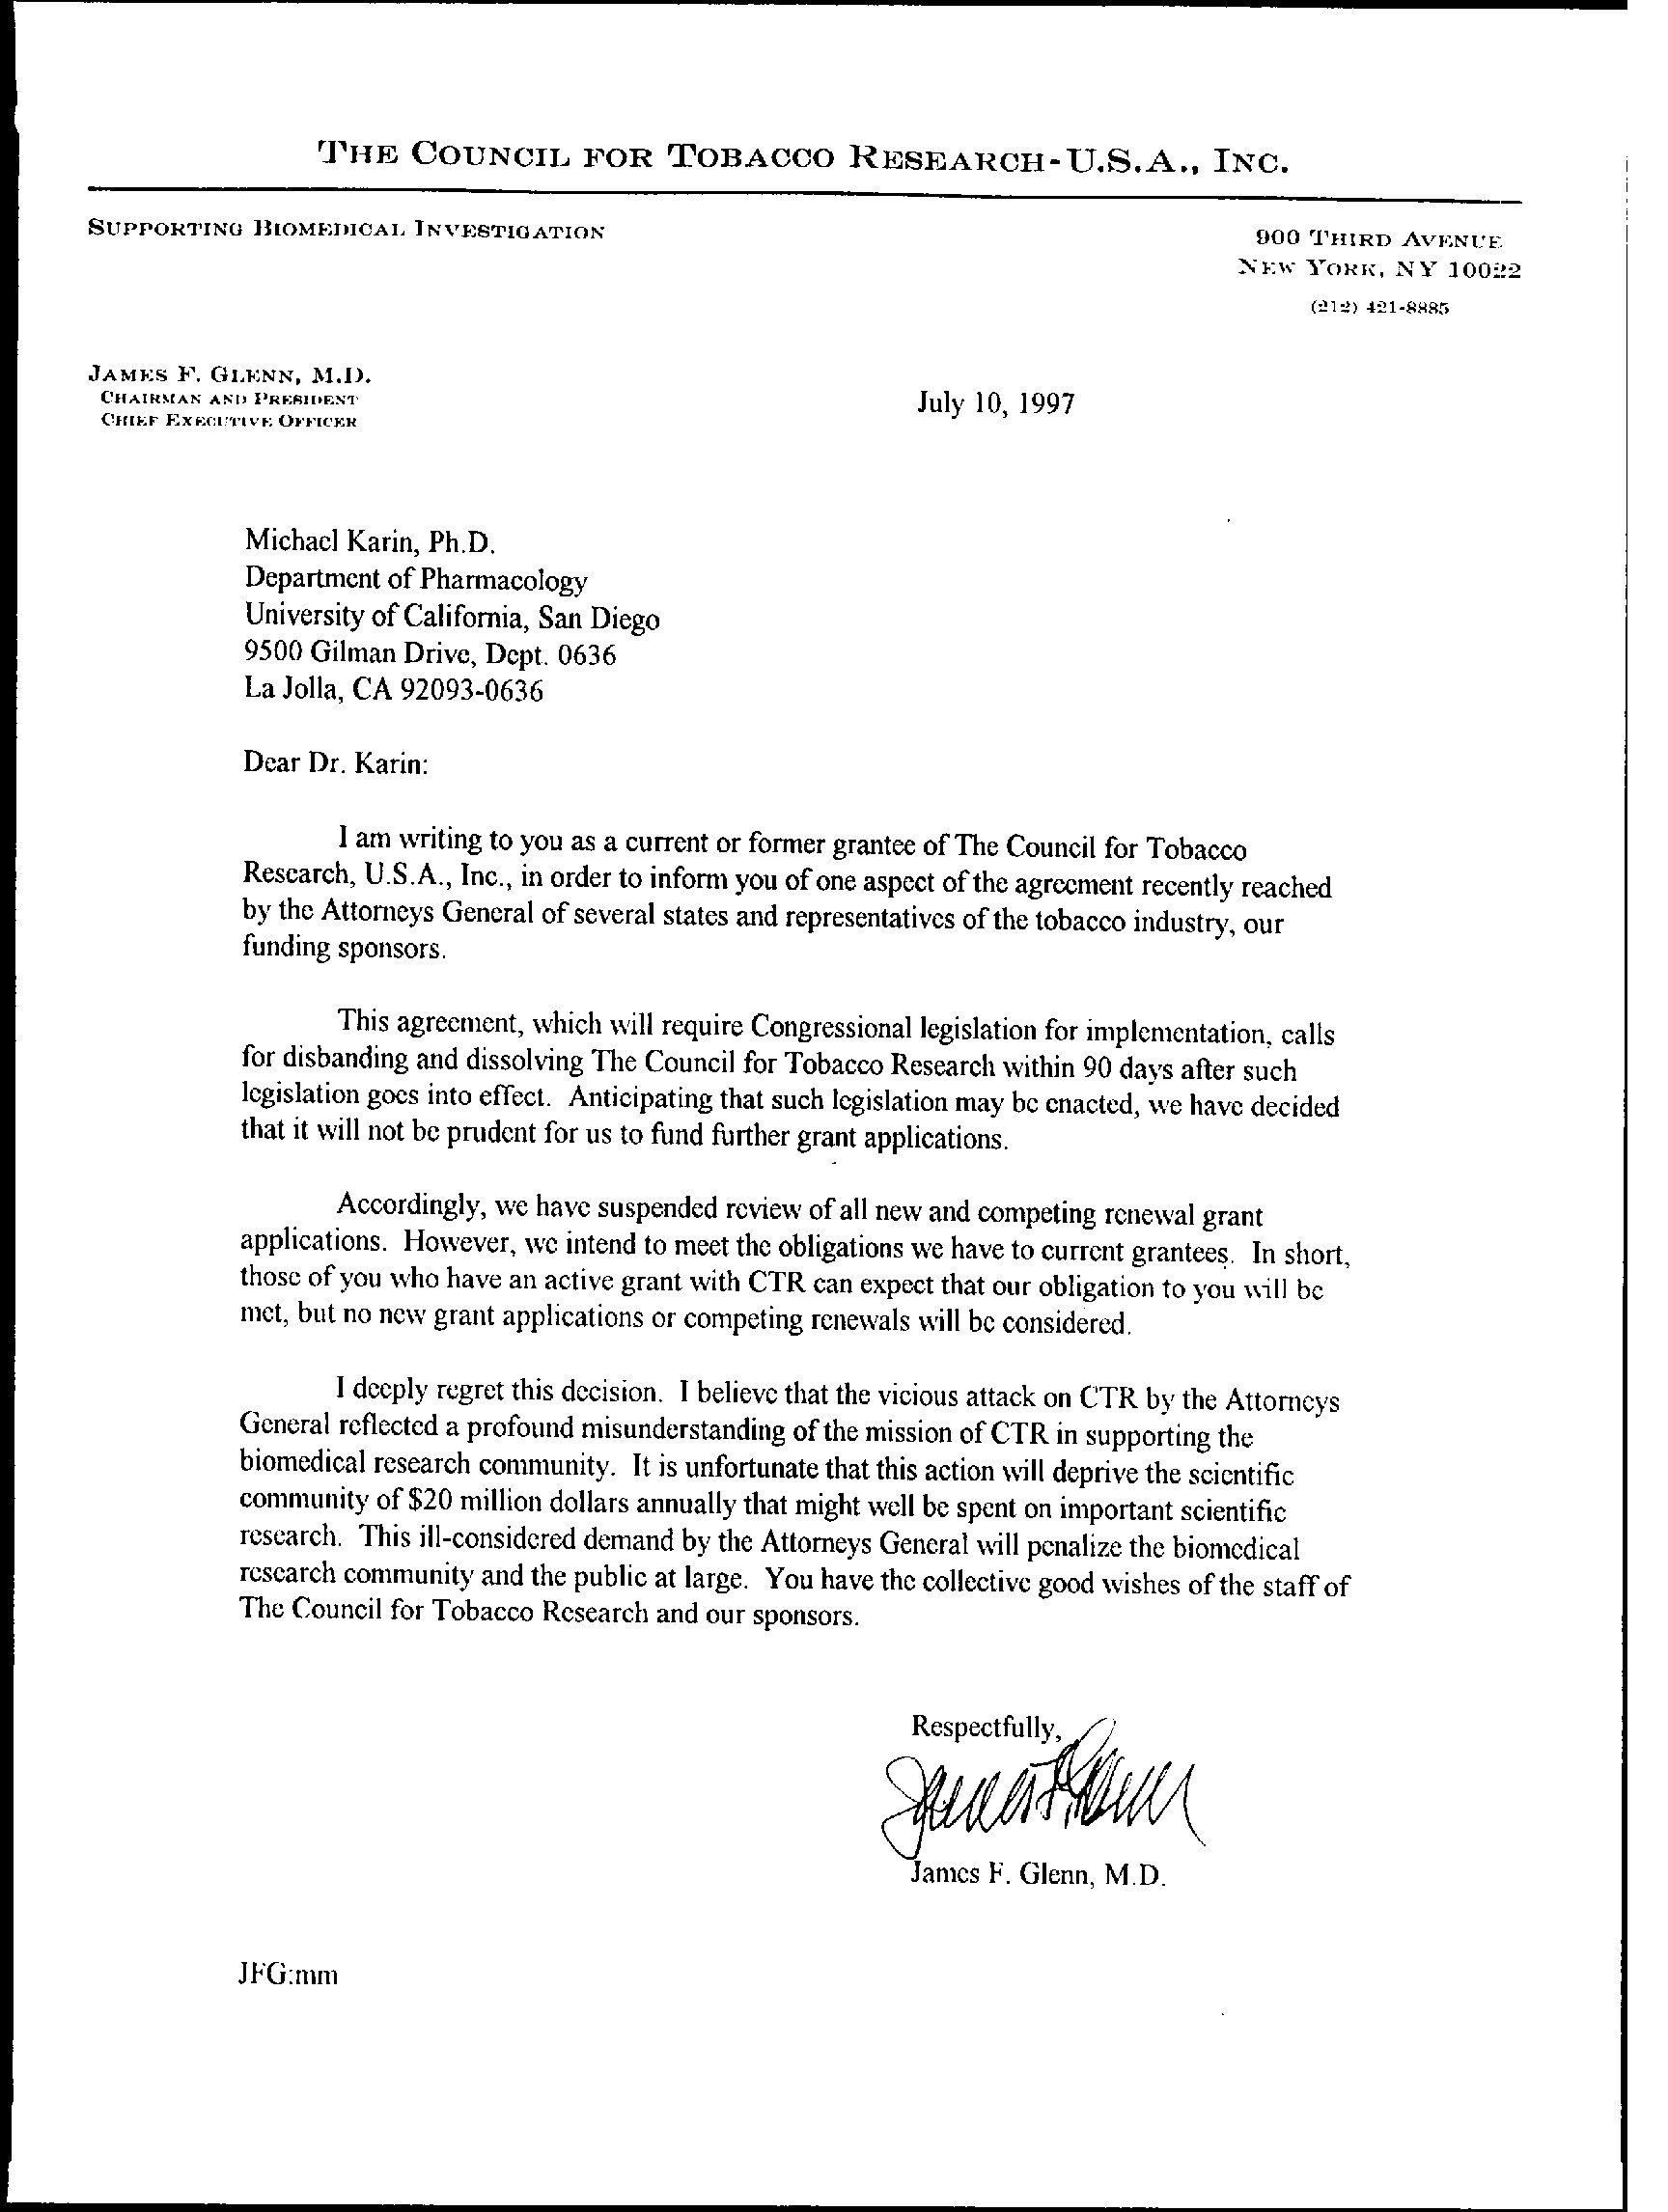 THE COUNCIL FOR TOBACCO RESEARCH-U.S.A., INC.
SUPPORTING BIOMEDICAL INVESTIGATION
900 THIRD AVENUE
NEW YORK, NY 10022
(212) 421-8885
JAMES F. GLENN, M.D.
CHAIRMAN AND PRESIDENT
CHIEF EXECUTIVE OFFICER
July 10, 1997
Michael Karin, Ph.D.
Department of Pharmacology
University of California, San Diego
9500 Gilman Drive, Dept. 0636
La Jolla, CA 92093-0636
Dear Dr. Karin:
I am writing to you as a current or former grantee of The Council for Tobacco
Research, U.S.A., Inc., in order to inform you of one aspect of the agreement recently reached
by the Attorneys General of several states and representatives of the tobacco industry, our
funding sponsors.
This agreement, which will require Congressional legislation for implementation, calls
for disbanding and dissolving The Council for Tobacco Research within 90 days after such
legislation goes into effect. Anticipating that such legislation may be enacted, we have decided
that it will not be prudent for us to fund further grant applications.
Accordingly, we have suspended review of all new and competing renewal grant
applications. However, we intend to meet the obligations we have to current grantees. In short,
those of you who have an active grant with CTR can expect that our obligation to you will be
met, but no new grant applications or competing renewals will be considered.
I deeply regret this decision. I believe that the vicious attack on CTR by the Attorneys
General reflected a profound misunderstanding of the mission of CTR in supporting the
biomedical research community. It is unfortunate that this action will deprive the scientific
community of $20 million dollars annually that might well be spent on important scientific
research. This ill-considered demand by the Attorneys General will penalize the biomedical
research community and the public at large. You have the collective good wishes of the staff of
The Council for Tobacco Research and our sponsors.
Respectfully,
James F. Glenn
James F. Glenn, M.D.
JFG:mm